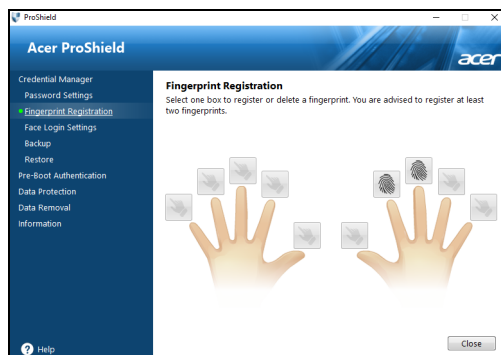 ProShield
Acer ProShield
acer
Credential Manager
Password Settings
Fingerprint Registration
Face Login Settings
Backup
Restore
Pre-Boot Authentication
Data Protection
Data Removal
Information
Help
Fingerprint Registration
Select one box to register or delete a fingerprint. You are advised to register at least
two fingerprints.
Close